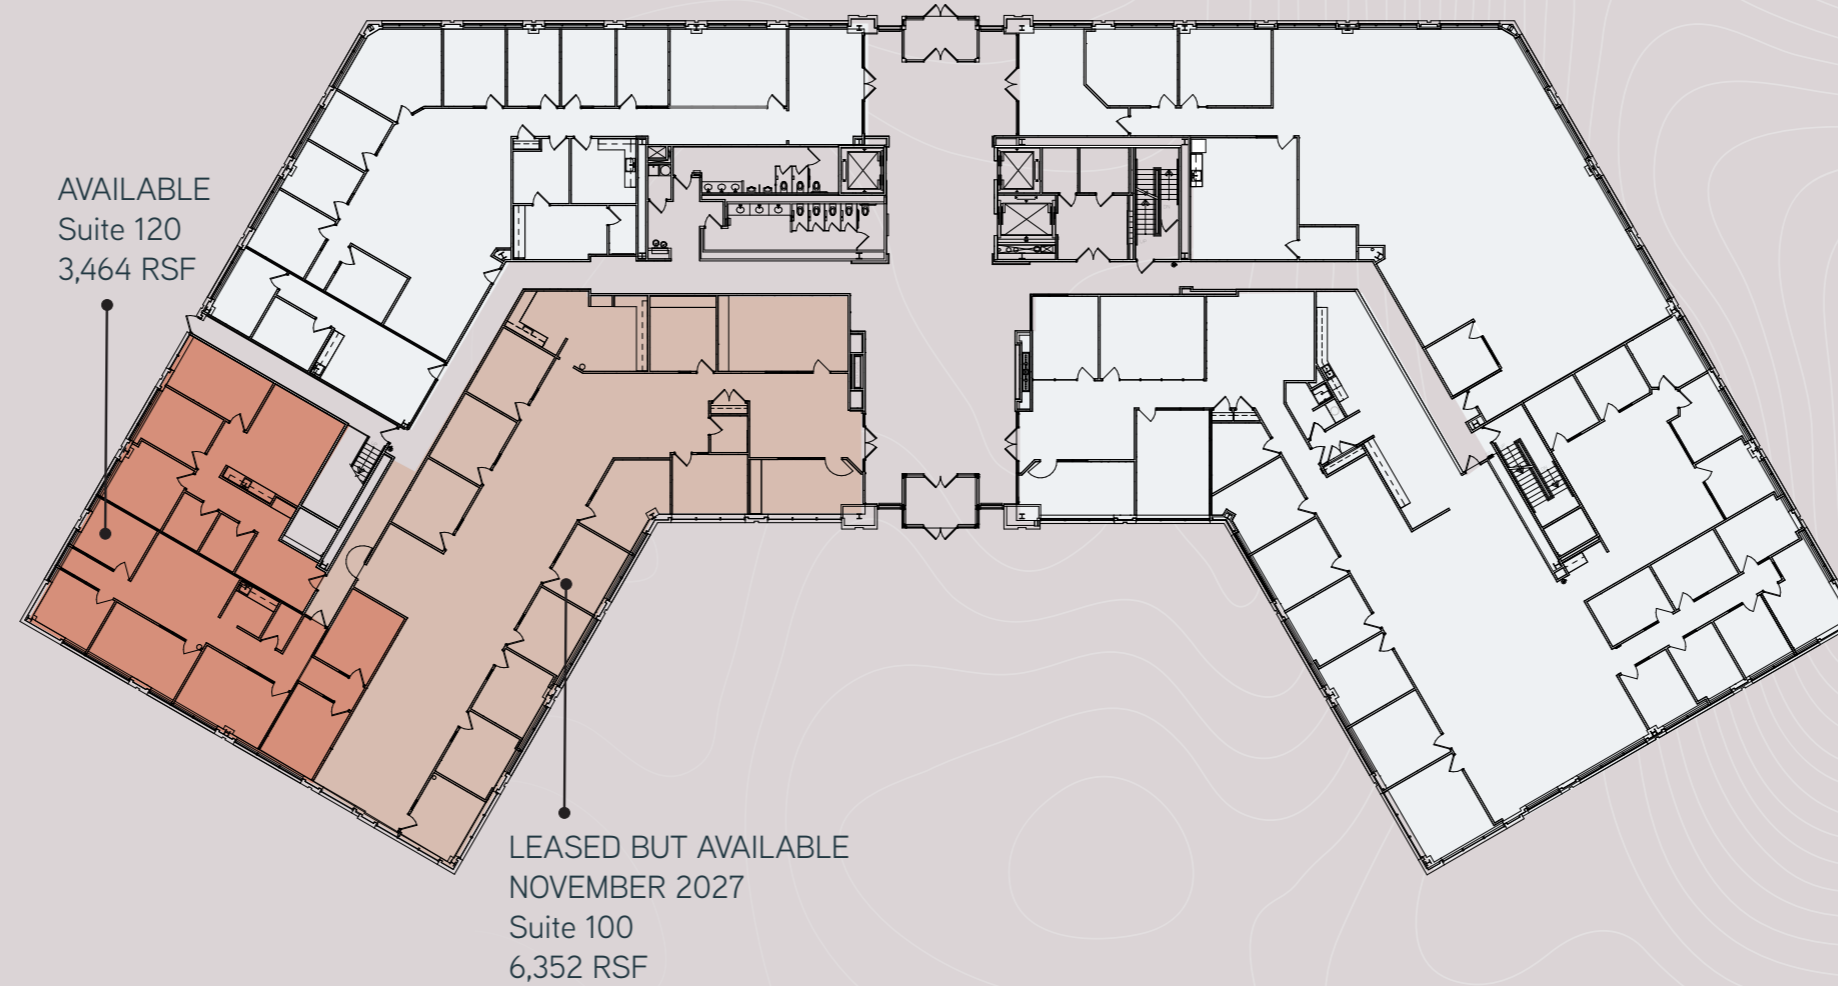 AVAILABLE
Suite 120
3,464 RSF
LEASED BUT AVAILABLE
NOVEMBER 2027
Suite 100
6,352 RSF